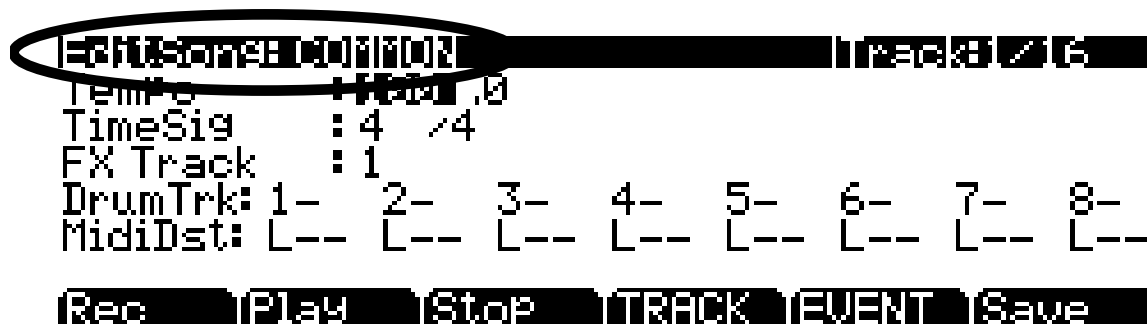 EditSong:COMMON Track:1/16
Tempo : .0
TimeSig : 4 /4
FX Track : 1
DrumTrk: 1- 2- 3- 4- 5- 6- 7- 8-
MidiDst: L-- L-- L-- L-- L-- L-- L-- L--
Rec Play Stop TRACK EVENT Save